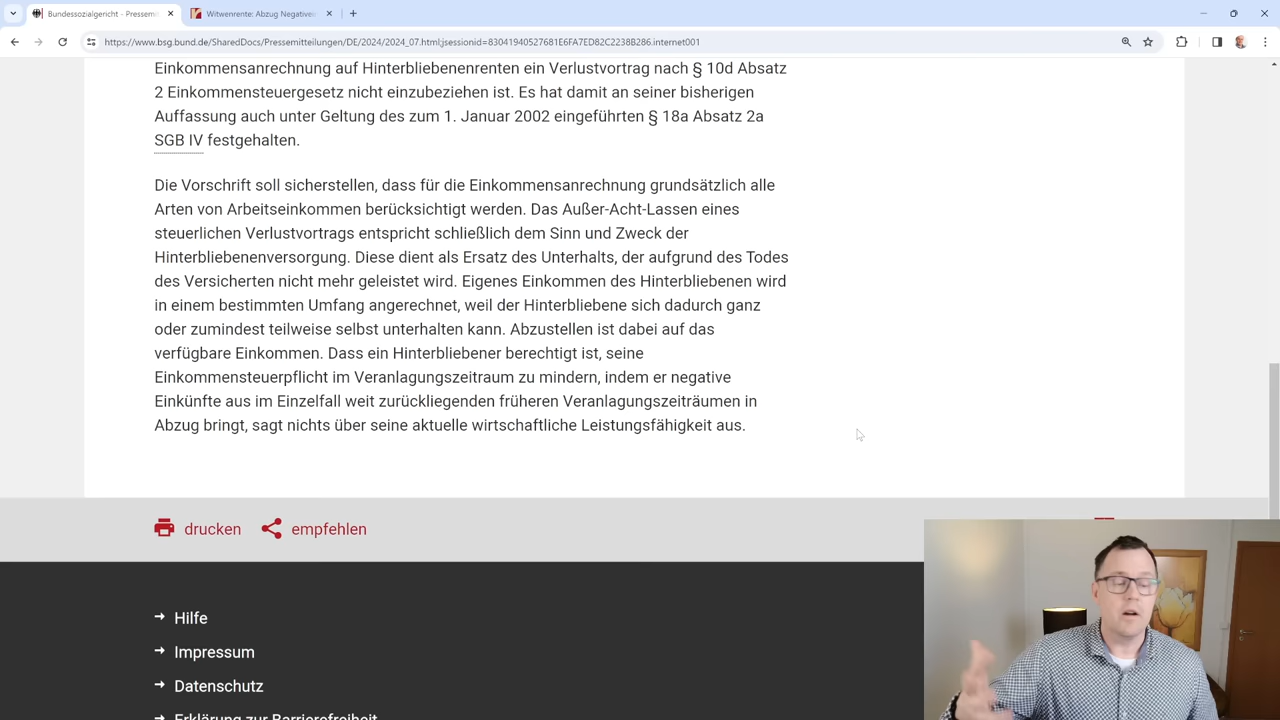 Bundessozialgericht - Pressemi
Witwenrente: Abzug Negativei
https://www.bsg.bund.de/SharedDocs/Pressemitteilungen/DE/2024/2024_07.html;jsessionid=83041940527681E6FA7ED82C2238B286.internet001
Einkommensanrechnung auf Hinterbliebenenrenten ein Verlustvortrag nach § 10d Absatz
2 Einkommensteuergesetz nicht einzubeziehen ist. Es hat damit an seiner bisherigen
Auffassung auch unter Geltung des zum 1. Januar 2002 eingeführten § 18a Absatz 2a
SGB IV festgehalten.
Die Vorschrift soll sicherstellen, dass für die Einkommensanrechnung grundsätzlich alle
Arten von Arbeitseinkommen berücksichtigt werden. Das Außer-Acht-Lassen eines
steuerlichen Verlustvortrags entspricht schließlich dem Sinn und Zweck der
Hinterbliebenenversorgung. Diese dient als Ersatz des Unterhalts, der aufgrund des Todes
des Versicherten nicht mehr geleistet wird. Eigenes Einkommen des Hinterbliebenen wird
in einem bestimmten Umfang angerechnet, weil der Hinterbliebene sich dadurch ganz
oder zumindest teilweise selbst unterhalten kann. Abzustellen ist dabei auf das
verfügbare Einkommen. Dass ein Hinterbliebener berechtigt ist, seine
Einkommensteuerpflicht im Veranlagungszeitraum zu mindern, indem er negative
Einkünfte aus im Einzelfall weit zurückliegenden früheren Veranlagungszeiträumen in
Abzug bringt, sagt nichts über seine aktuelle wirtschaftliche Leistungsfähigkeit aus.
drucken empfehlen
Hilfe
Impressum
Datenschutz
Erklärung zur Barrierefreiheit